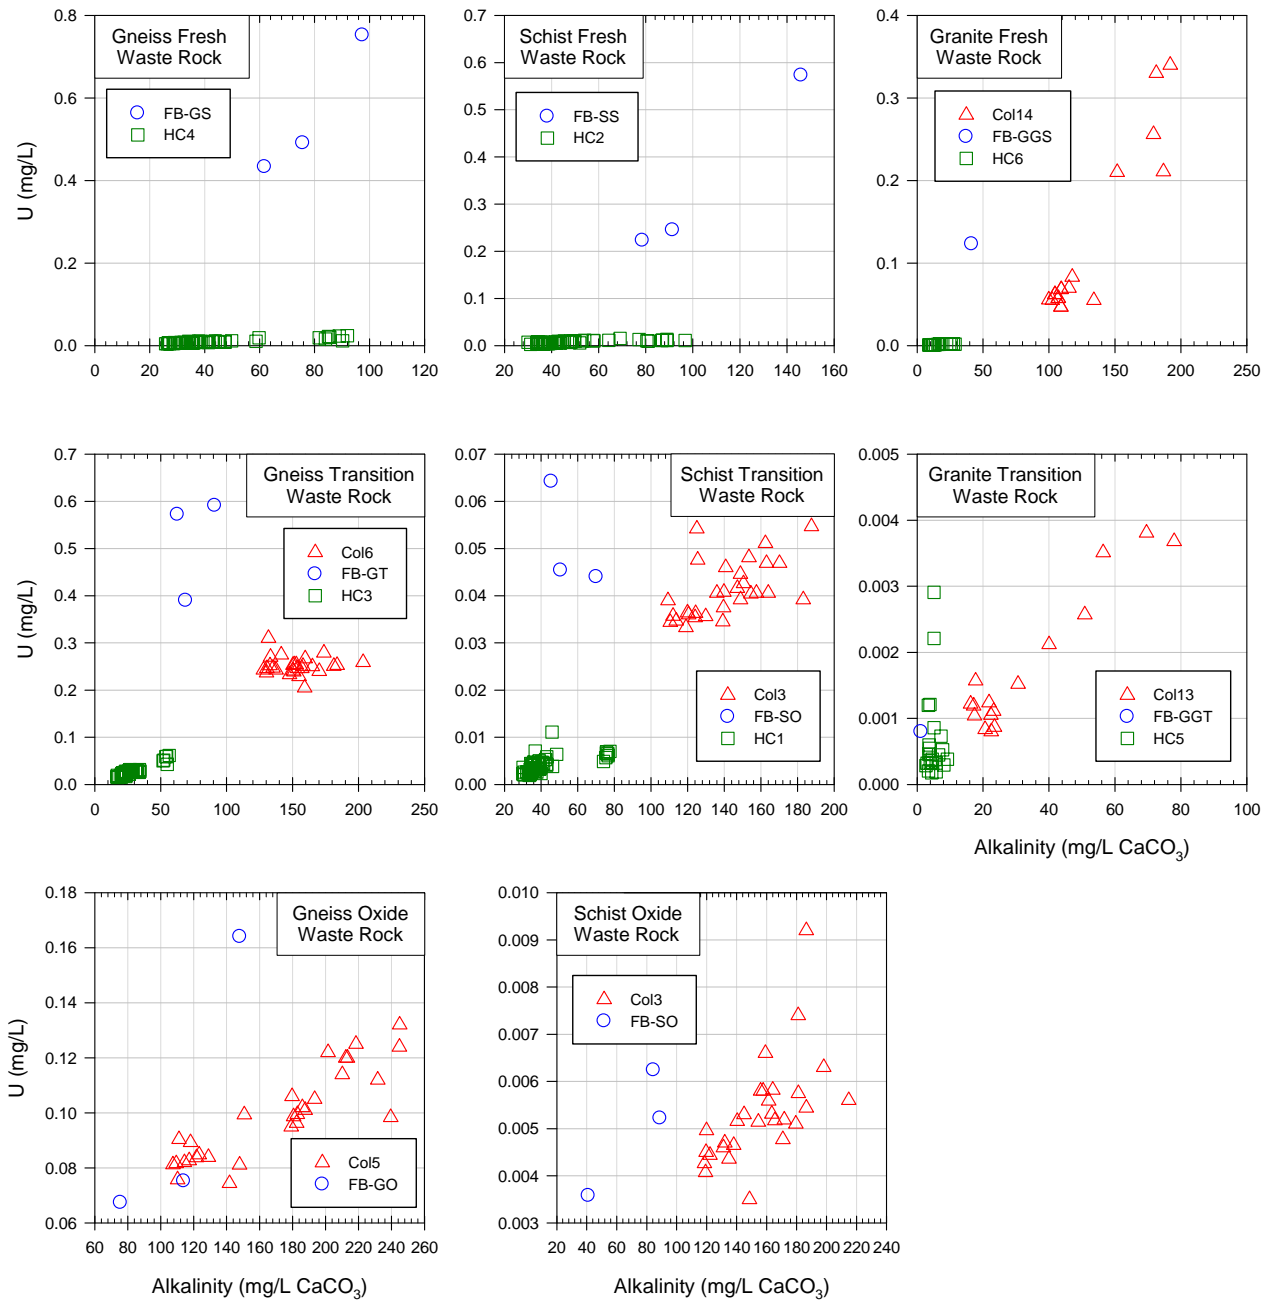 Gneiss Fresh
Waste Rock
FB-GS
HC4
U (mg/L)
0.8
0.6
0.4
0.2
0.0
0 20 40 60 80 100 120
Schist Fresh
Waste Rock
FB-SS
HC2
0.7
0.6
0.5
0.4
0.3
0.2
0.1
0.0
20 40 60 80 100 120 140 160
Granite Fresh
Waste Rock
Col14
FB-GGS
HC6
0.4
0.3
0.2
0.1
0.0
0 50 100 150 200 250
Gneiss Transition
Waste Rock
Col6
FB-GT
HC3
U (mg/L)
0.7
0.6
0.5
0.4
0.3
0.2
0.1
0.0
0 50 100 150 200 250
Schist Transition
Waste Rock
Col3
FB-SO
HC1
0.07
0.06
0.05
0.04
0.03
0.02
0.01
0.00
20 40 60 80 100 120 140 160 180 200
Granite Transition
Waste Rock
Col13
FB-GGT
HC5
0.005
0.004
0.003
0.002
0.001
0.000
0 20 40 60 80 100
Alkalinity (mg/L CaCO₃)
Gneiss Oxide
Waste Rock
Col5
FB-GO
U (mg/L)
0.18
0.16
0.14
0.12
0.10
0.08
0.06
60 80 100 120 140 160 180 200 220 240 260
Alkalinity (mg/L CaCO₃)
Schist Oxide
Waste Rock
Col3
FB-SO
0.010
0.009
0.008
0.007
0.006
0.005
0.004
0.003
20 40 60 80 100 120 140 160 180 200 220 240
Alkalinity (mg/L CaCO₃)